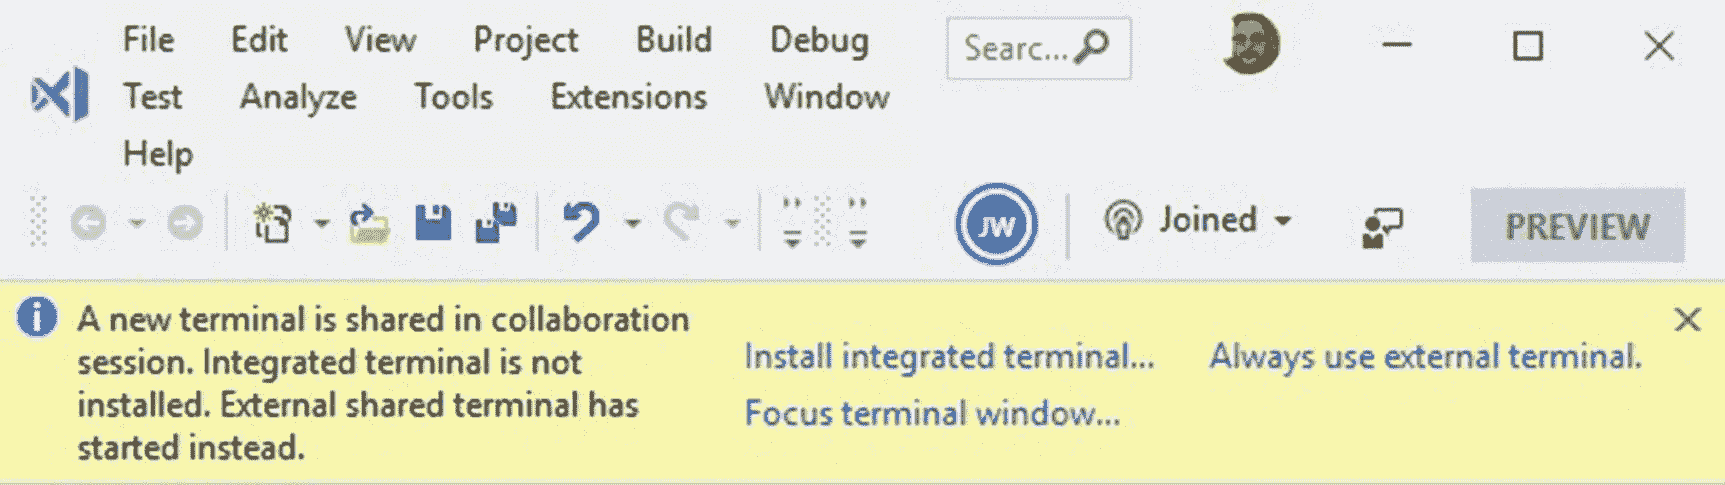 File Edit View Project Build Debug Searc...
Test Analyze Tools Extensions Window
Help
JW Joined PREVIEW
A new terminal is shared in collaboration
session. Integrated terminal is not
installed. External shared terminal has
started instead.
Install integrated terminal... Always use external terminal.
Focus terminal window...